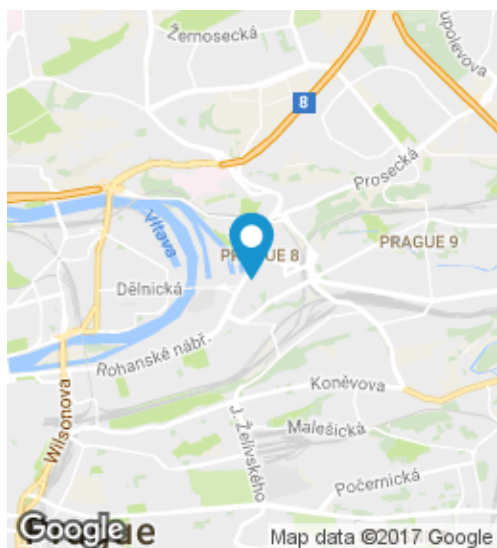 Žernosecká
upolevova
8
Prosecká
Vltava
PRAGUE 8
PRAGUE 9
Dělnická
Rohanské nábř.
Wilsonova
Koněvova
J. Želivského
Malešická
Počernická
Google
Map data ©2017 Google